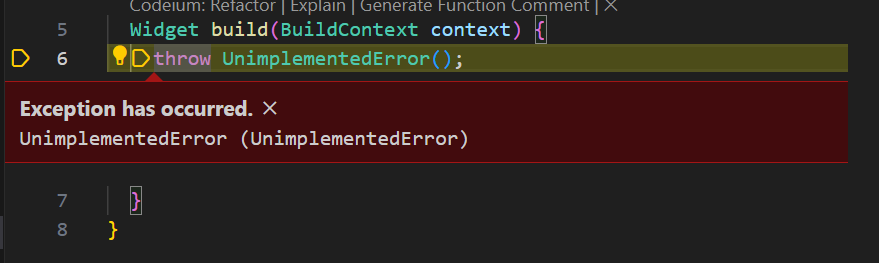 Codeium: Refactor | Explain | Generate Function Comment | ×
5 Widget build(BuildContext context) {
6 throw UnimplementedError();
Exception has occurred. ×
UnimplementedError (UnimplementedError)
7 }
8 }